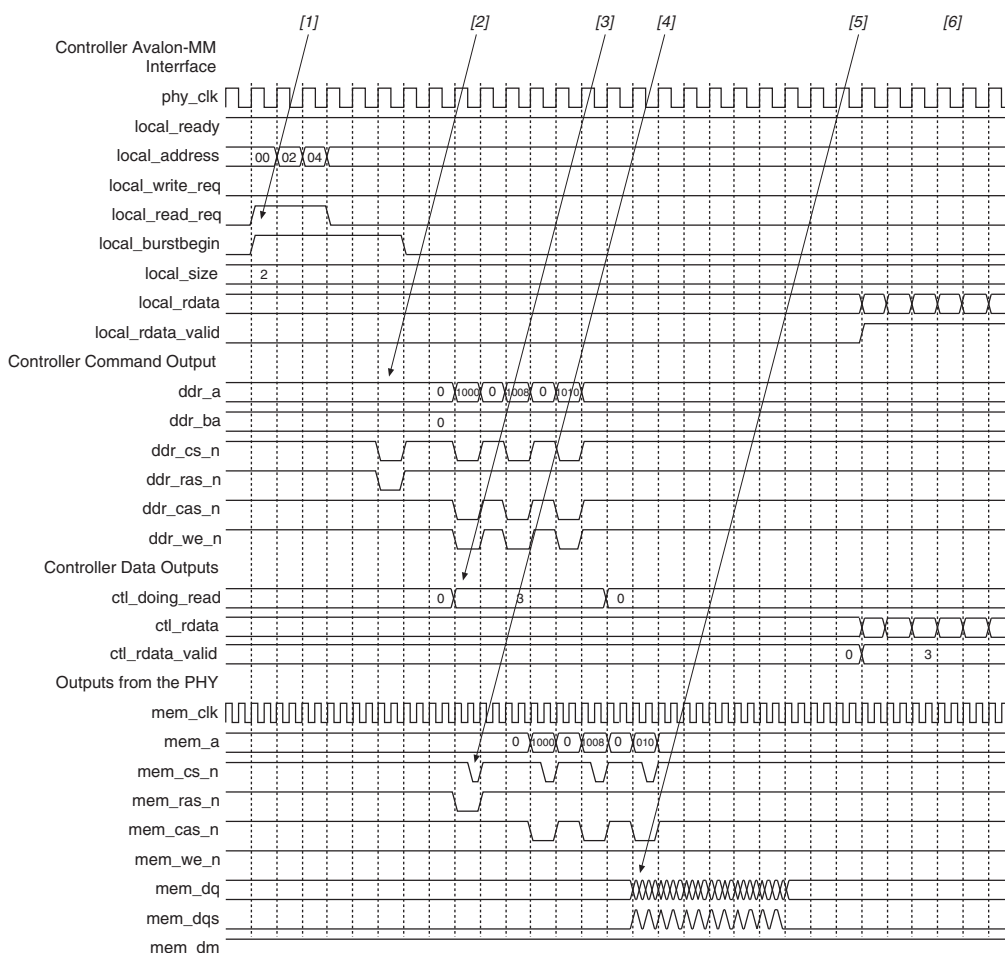 [1] [2] [3] [4] [5] [6]
Controller Avalon-MM
Interrface
phy_clk
local_ready
local_address 00 02 04
local_write_req
local_read_req
local_burstbegin
local_size 2
local_rdata
local_rdata_valid
Controller Command Output
ddr_a 0 1000 0 1008 0 1010
ddr_ba 0
ddr_cs_n
ddr_ras_n
ddr_cas_n
ddr_we_n
Controller Data Outputs
ctl_doing_read 0 3 0
ctl_rdata
ctl_rdata_valid 0 3
Outputs from the PHY
mem_clk
mem_a 0 1000 0 1008 0 010
mem_cs_n
mem_ras_n
mem_cas_n
mem_we_n
mem_dq
mem_dqs
mem_dm